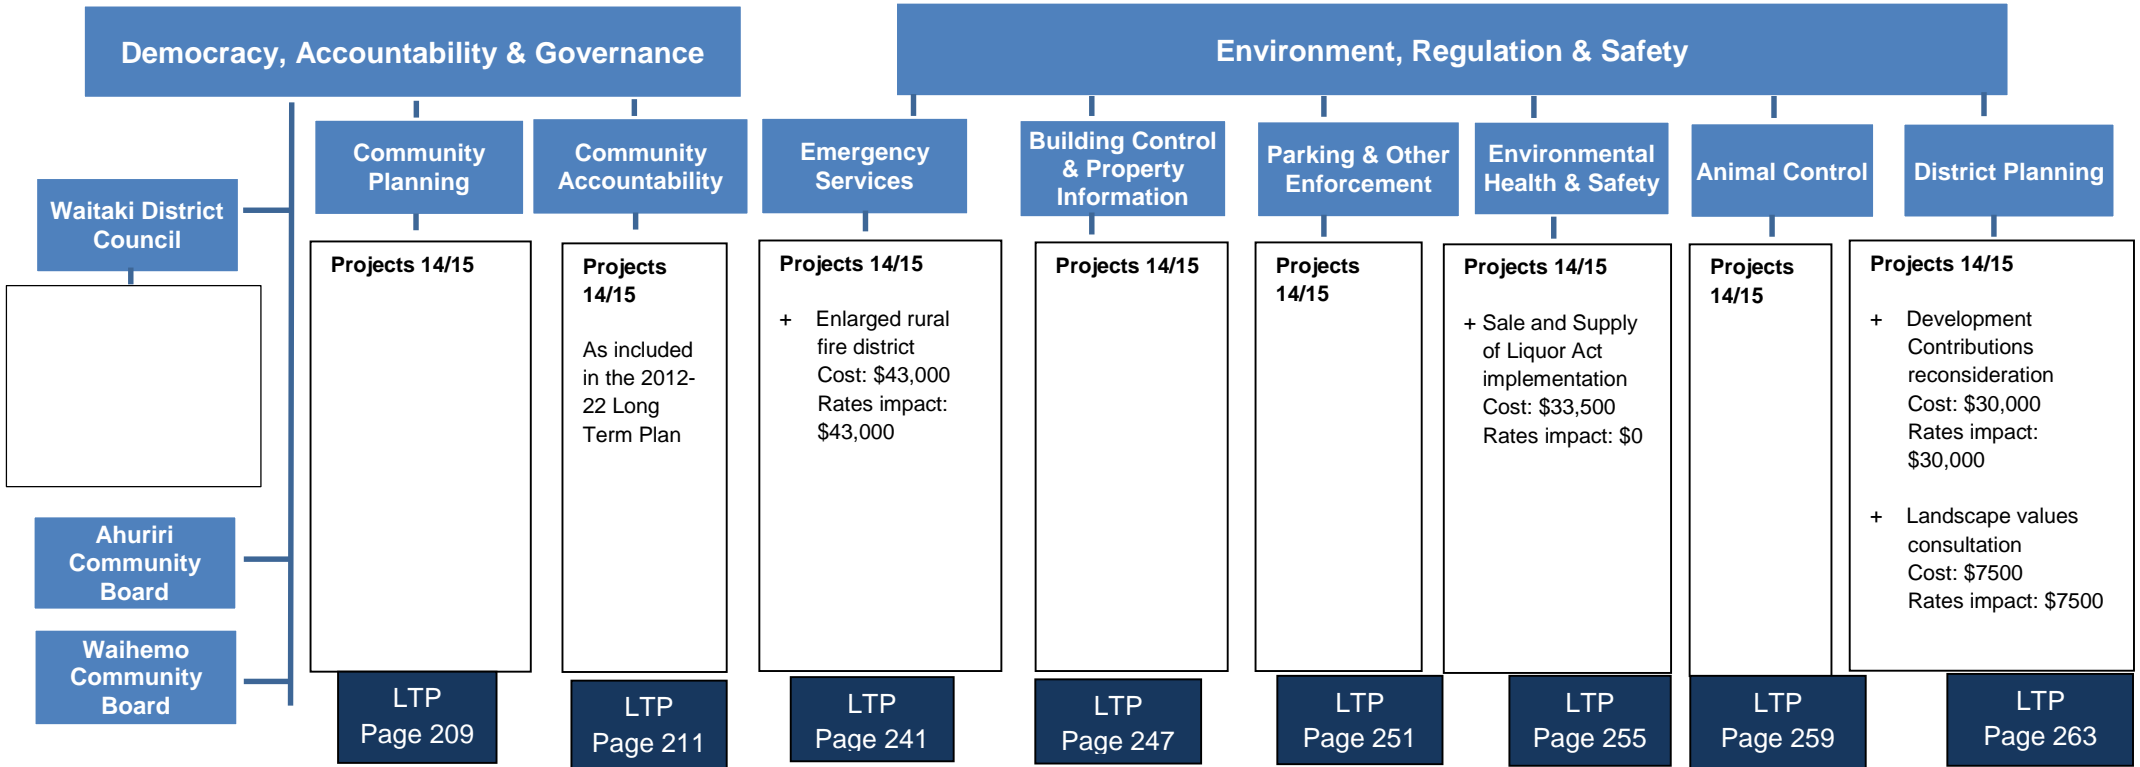 Democracy, Accountability & Governance
Waitaki District
Council
Ahuriri
Community
Board
Waihemo
Community
Board
Community
Planning
Projects 14/15
LTP
Page 209
Community
Accountability
Projects
14/15
As included
in the 2012-
22 Long
Term Plan
LTP
Page 211
Environment, Regulation & Safety
Emergency
Services
Projects 14/15
+ Enlarged rural
fire district
Cost: $43,000
Rates impact:
$43,000
LTP
Page 241
Building Control
& Property
Information
Projects 14/15
LTP
Page 247
Parking & Other
Enforcement
Projects
14/15
LTP
Page 251
Environmental
Health & Safety
Projects 14/15
+ Sale and Supply
of Liquor Act
implementation
Cost: $33,500
Rates impact: $0
LTP
Page 255
Animal Control
Projects
14/15
LTP
Page 259
District Planning
Projects 14/15
+ Development
Contributions
reconsideration
Cost: $30,000
Rates impact:
$30,000
+ Landscape values
consultation
Cost: $7500
Rates impact: $7500
LTP
Page 263